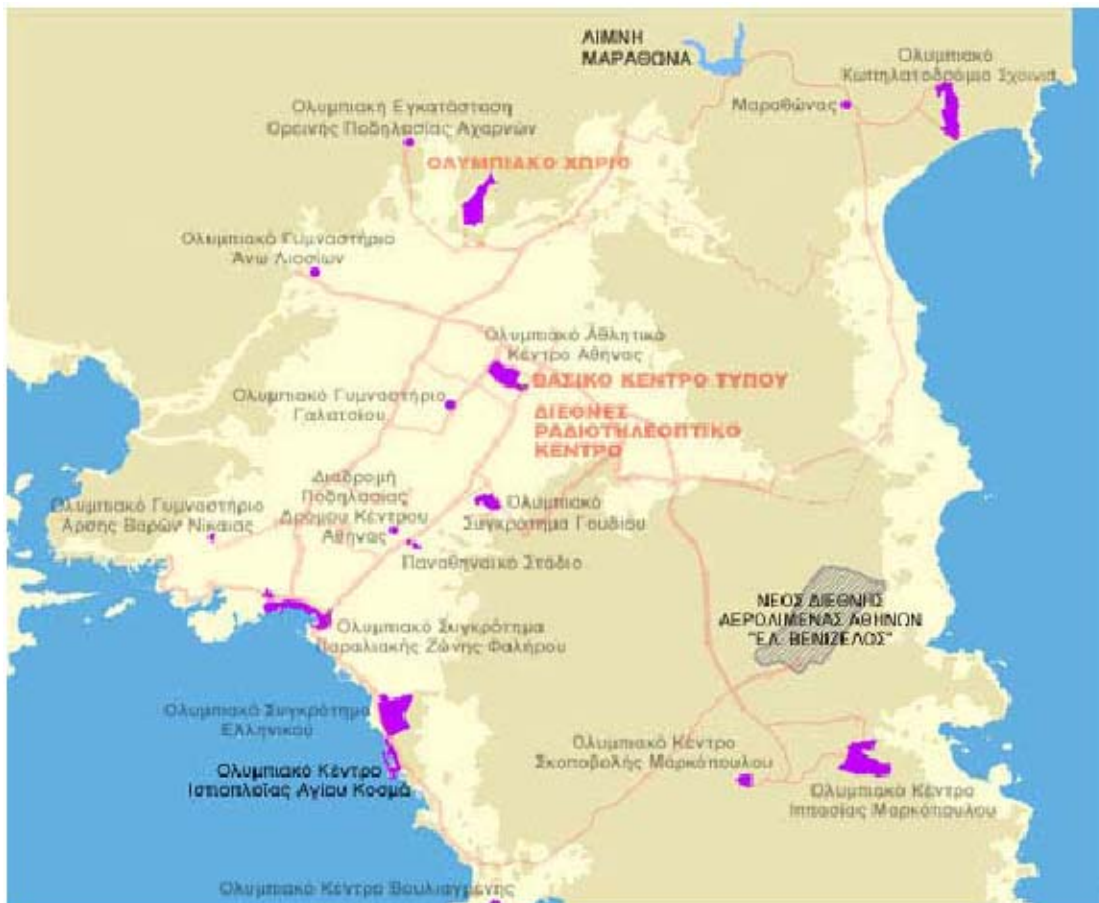 ΛΙΜΝΗ
ΜΑΡΑΘΩΝΑ
Ολυμπιακό
Κωπηλατοδρόμιο Σχοινιά
Μαραθώνας
Ολυμπιακή Εγκατάσταση
Ορεινής Ποδηλασίας Αχαρνών
ΟΛΥΜΠΙΑΚΟ ΧΩΡΙΟ
Ολυμπιακό Γυμναστήριο
Άνω Λιοσίων
Ολυμπιακό Αθλητικό
Κέντρο Αθήνας
ΒΑΣΙΚΟ ΚΕΝΤΡΟ ΤΥΠΟΥ
Ολυμπιακό Γυμναστήριο
Γαλατσίου
ΔΙΕΘΝΕΣ
ΡΑΔΙΟΤΗΛΕΟΠΤΙΚΟ
ΚΕΝΤΡΟ
Διαδρομή
Ποδηλασίας
Δρόμου Κέντρου
Αθήνας
Ολυμπιακό Γυμναστήριο
Άρσης Βαρών Νίκαιας
Ολυμπιακό
Συγκρότημα Γουδίου
Παναθηναϊκό Στάδιο
ΝΕΟΣ ΔΙΕΘΝΗΣ
ΑΕΡΟΛΙΜΕΝΑΣ ΑΘΗΝΩΝ
"ΕΛ. ΒΕΝΙΖΕΛΟΣ"
Ολυμπιακό Συγκρότημα
Παραλιακής Ζώνης Φαλήρου
Ολυμπιακό Συγκρότημα
Ελληνικού
Ολυμπιακό Κέντρο
Ιστιοπλοΐας Αγίου Κοσμά
Ολυμπιακό Κέντρο
Σκοποβολής Μαρκόπουλου
Ολυμπιακό Κέντρο
Ιππασίας Μαρκόπουλου
Ολυμπιακό Κέντρο Βουλιαγμένης